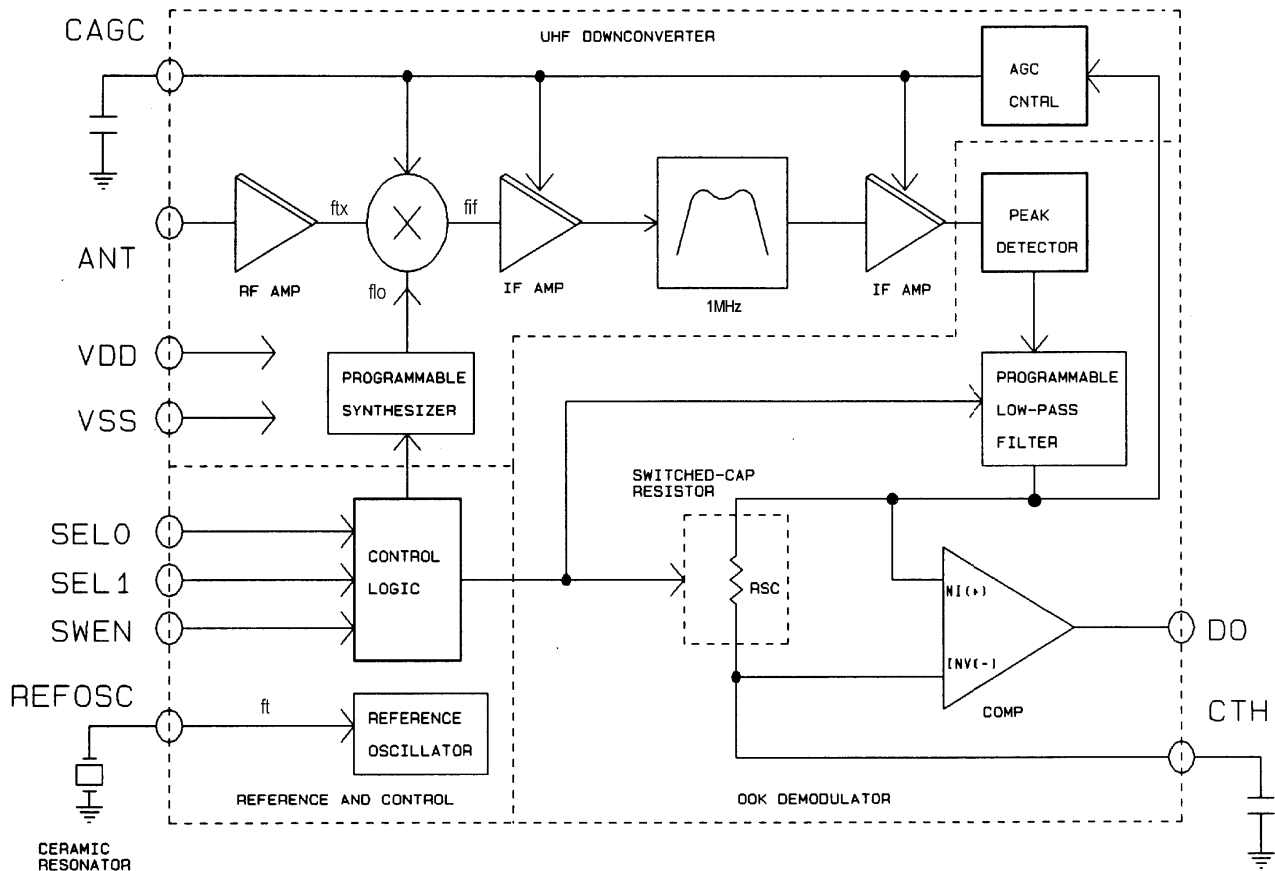 CAGC
UHF DOWNCONVERTER
AGC
CNTRL
ANT
RF AMP
ftx
fif
flo
IF AMP
1MHz
IF AMP
PEAK
DETECTOR
VDD
VSS
PROGRAMMABLE
SYNTHESIZER
PROGRAMMABLE
LOW-PASS
FILTER
SWITCHED-CAP
RESISTOR
SEL0
SEL1
SWEN
CONTROL
LOGIC
RSC
NI(+)
INV(-)
COMP
DO
REFOSC
ft
REFERENCE
OSCILLATOR
CTH
REFERENCE AND CONTROL
OOK DEMODULATOR
CERAMIC
RESONATOR